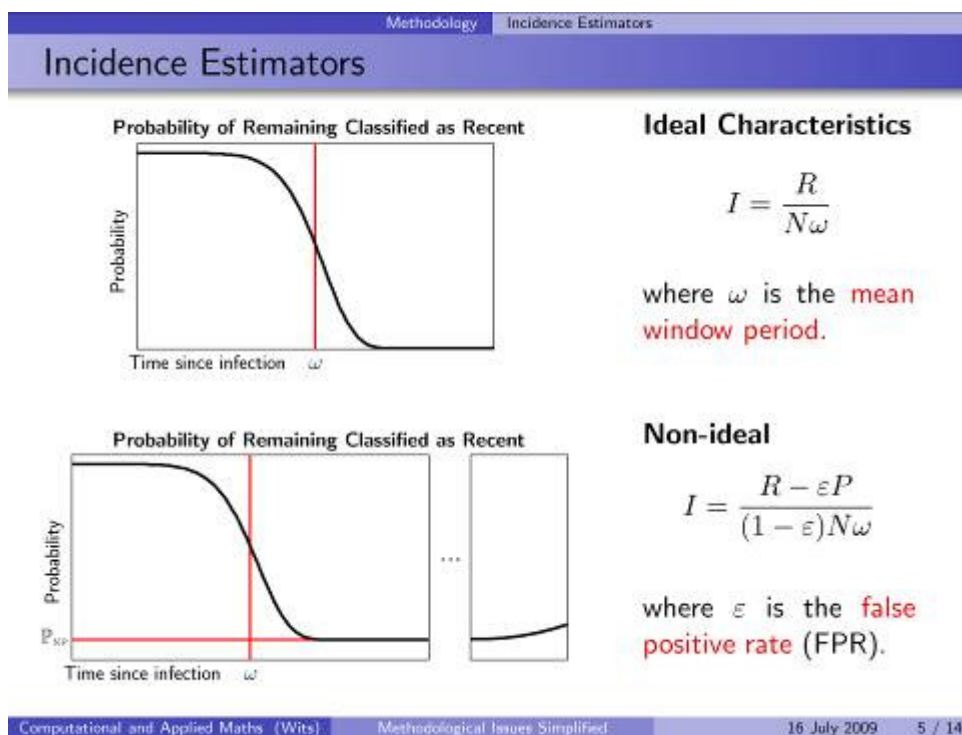 Methodology Incidence Estimators
Incidence Estimators
Probability of Remaining Classified as Recent
Probability
Time since infection ω
Ideal Characteristics
I = R / Nω
where ω is the mean
window period.
Probability of Remaining Classified as Recent
Probability
...
Time since infection ω
Non-ideal
I = R − εP / (1 − ε)Nω
where ε is the false
positive rate (FPR).
Computational and Applied Maths (Wits) Methodological Issues Simplified 16 July 2009 5 / 14